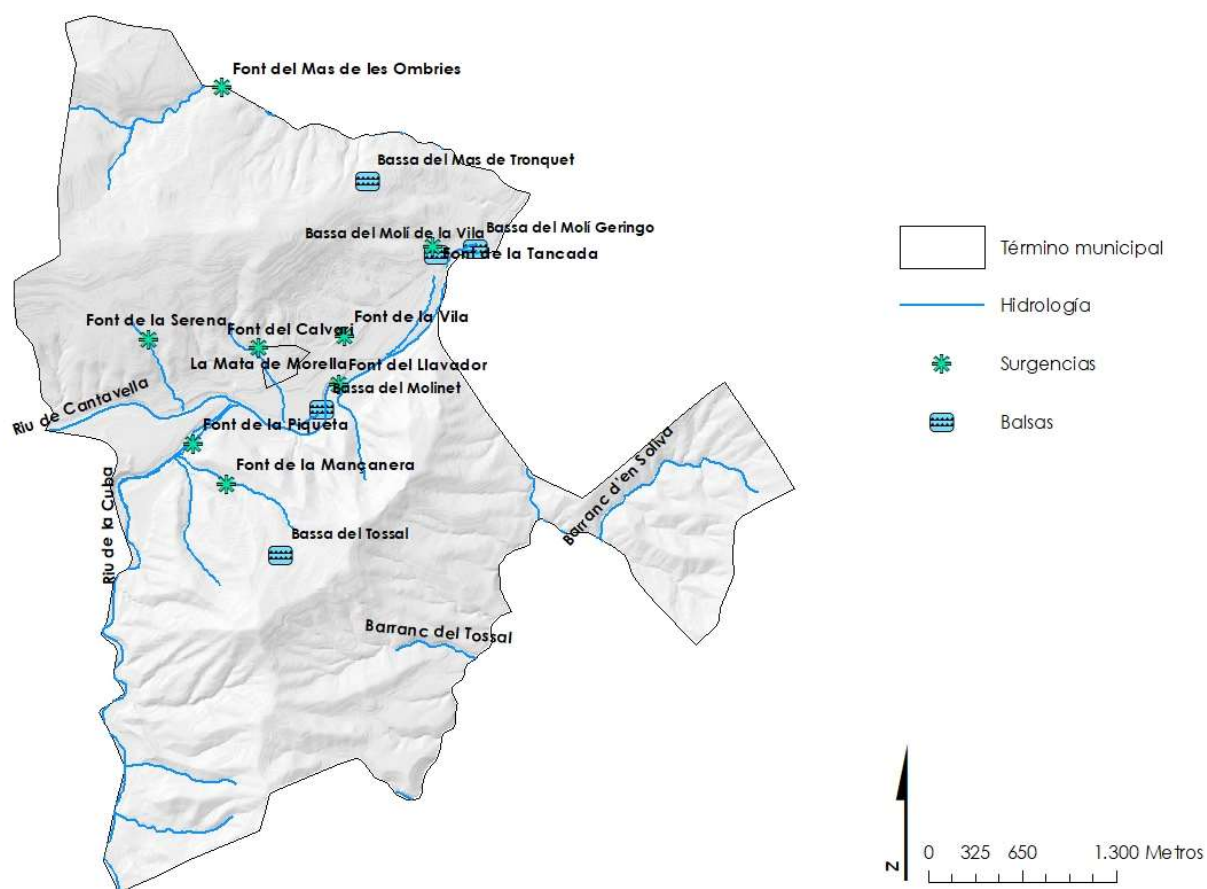 Font del Mas de les Ombries
Bassa del Mas de Tronquet
Bassa del Molí Geringo
Bassa del Molí de la Vila
Font de la Tancada
Font de la Serena
Font del Calvari
Font de la Vila
La Mata de Morella
Font del Llavador
Bassa del Molinet
Riu de Cantavella
Font de la Piqueta
Font de la Mançanera
Riu de la Cuba
Bassa del Tossal
Barranc d'en Soliva
Barranc del Tossal
Término municipal
Hidrología
Surgencias
Balsas
N
0 325 650 1.300 Metros